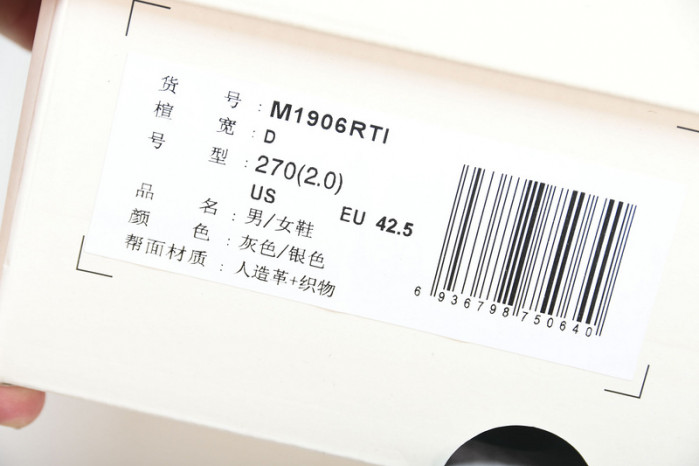 货号：M1906RTI
楦宽：D
号型：270(2.0)
US EU 42.5
品名：男/女鞋
颜色：灰色/银色
帮面材质：人造革+织物
6 936798 750640